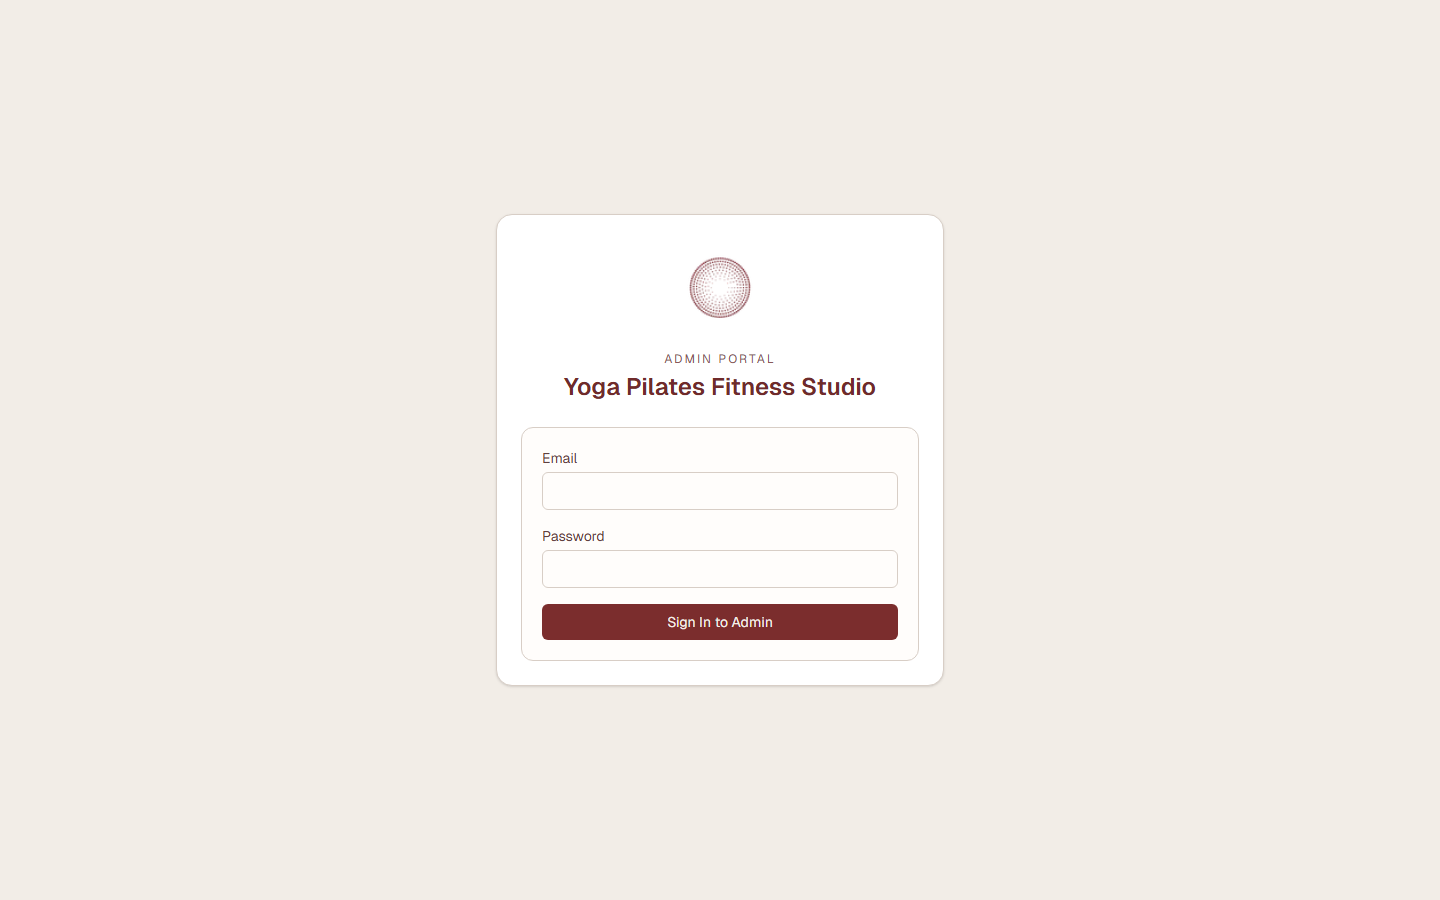 ADMIN PORTAL
Yoga Pilates Fitness Studio
Email
Password
Sign In to Admin